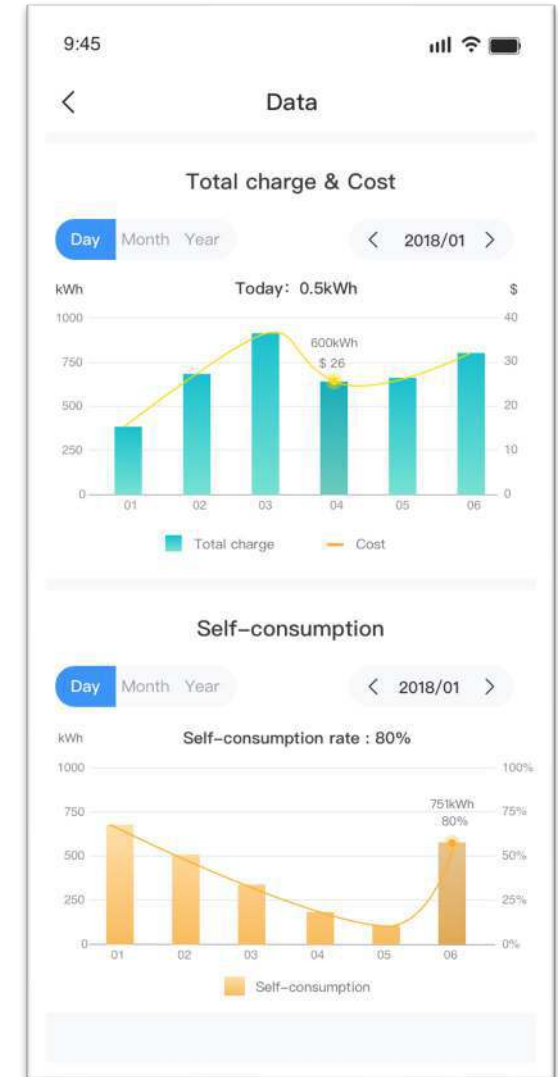 9:45
Data
Total charge & Cost
Day Month Year 2018/01
kWh Today: 0.5kWh $
1000 40
600kWh
750 $ 26 30
500 20
250 10
0 0
01 02 03 04 05 06
Total charge Cost
Self-consumption
Day Month Year 2018/01
kWh Self-consumption rate : 80%
1000 100%
751kWh
750 75%
80%
500 50%
250 25%
0 0%
01 02 03 04 05 06
Self-consumption